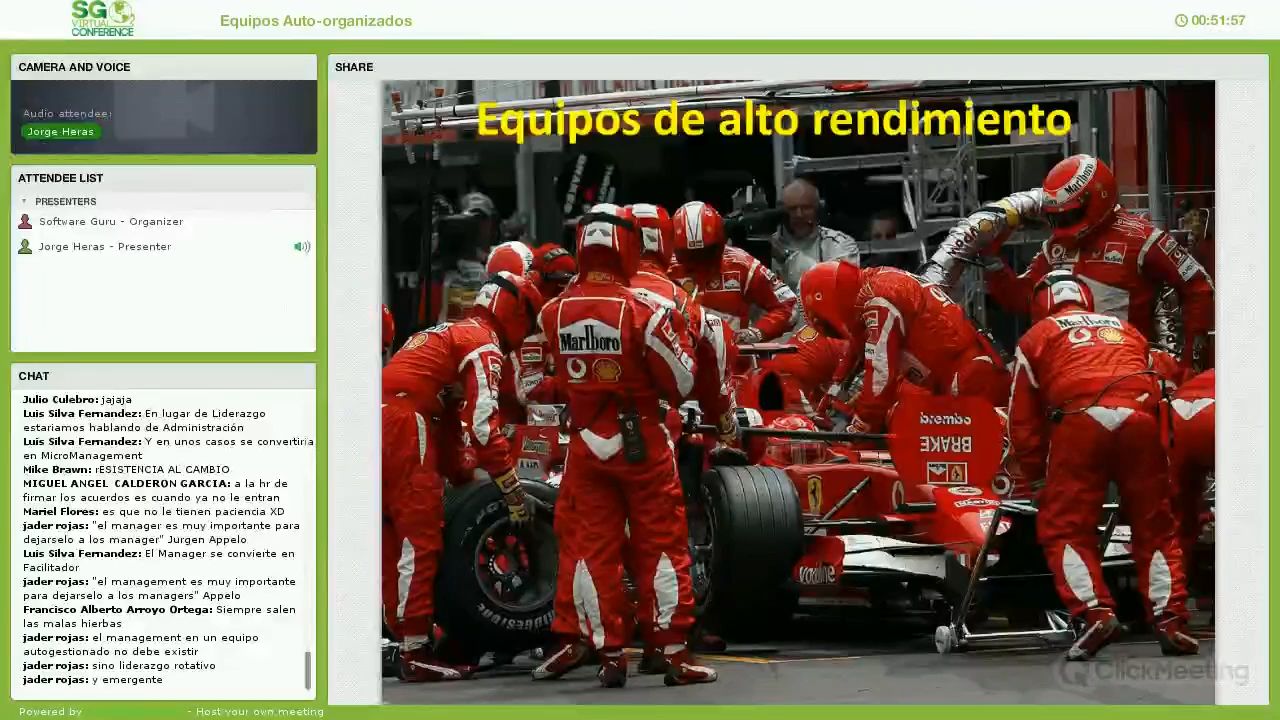 SG
VIRTUAL
CONFERENCE
Equipos Auto-organizados
00:51:57
CAMERA AND VOICE
Audio attendee:
Jorge Heras
ATTENDEE LIST
PRESENTERS
Software Guru - Organizer
Jorge Heras - Presenter
CHAT
Julio Culebro: jajaja
Luis Silva Fernandez: En lugar de Liderazgo
estariamos hablando de Administración
Luis Silva Fernandez: Y en unos casos se convertiria
en MicroManagement
Mike Brawn: rESISTENCIA AL CAMBIO
MIGUEL ANGEL CALDERON GARCIA: a la hr de
firmar los acuerdos es cuando ya no le entran
Mariel Flores: es que no le tienen paciencia XD
jader rojas: "el manager es muy importante para
dejarselo a los manager" Jurgen Appelo
Luis Silva Fernandez: El Manager se convierte en
Facilitador
jader rojas: "el management es muy importante
para dejarselo a los managers" Appelo
Francisco Alberto Arroyo Ortega: Siempre salen
las malas hierbas
jader rojas: el management en un equipo
autogestionado no debe existir
jader rojas: sino liderazgo rotativo
jader rojas: y emergente
Powered by
- Host your own meeting
SHARE
Equipos de alto rendimiento
Marlboro
Marlboro
Marlboro
brembo
BRAKE
vodafone
BRIDGESTONE
ClickMeeting